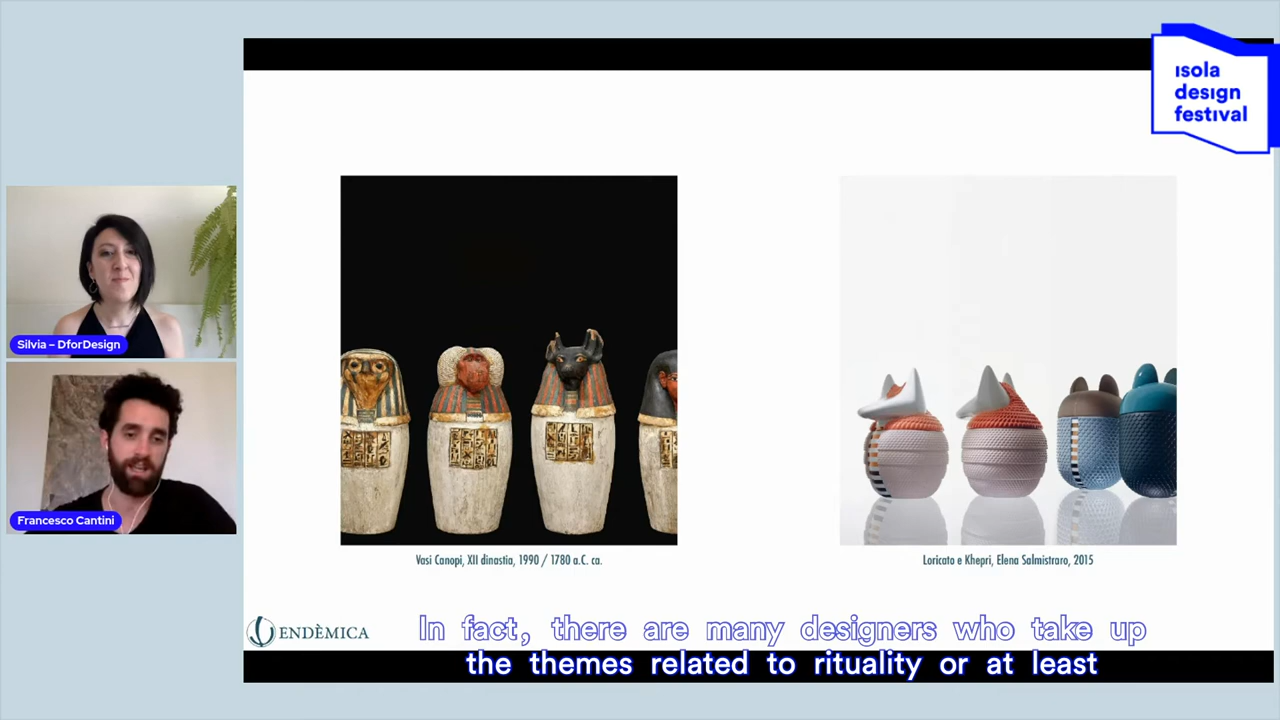 isola
design
festival
Silvia – DforDesign
Francesco Cantini
Vasi Canopi, XII dinastia, 1990 / 1780 a.C. ca.
Loricato e Khepri, Elena Salmistraro, 2015
ENDÈMICA
In fact, there are many designers who take up
the themes related to rituality or at least